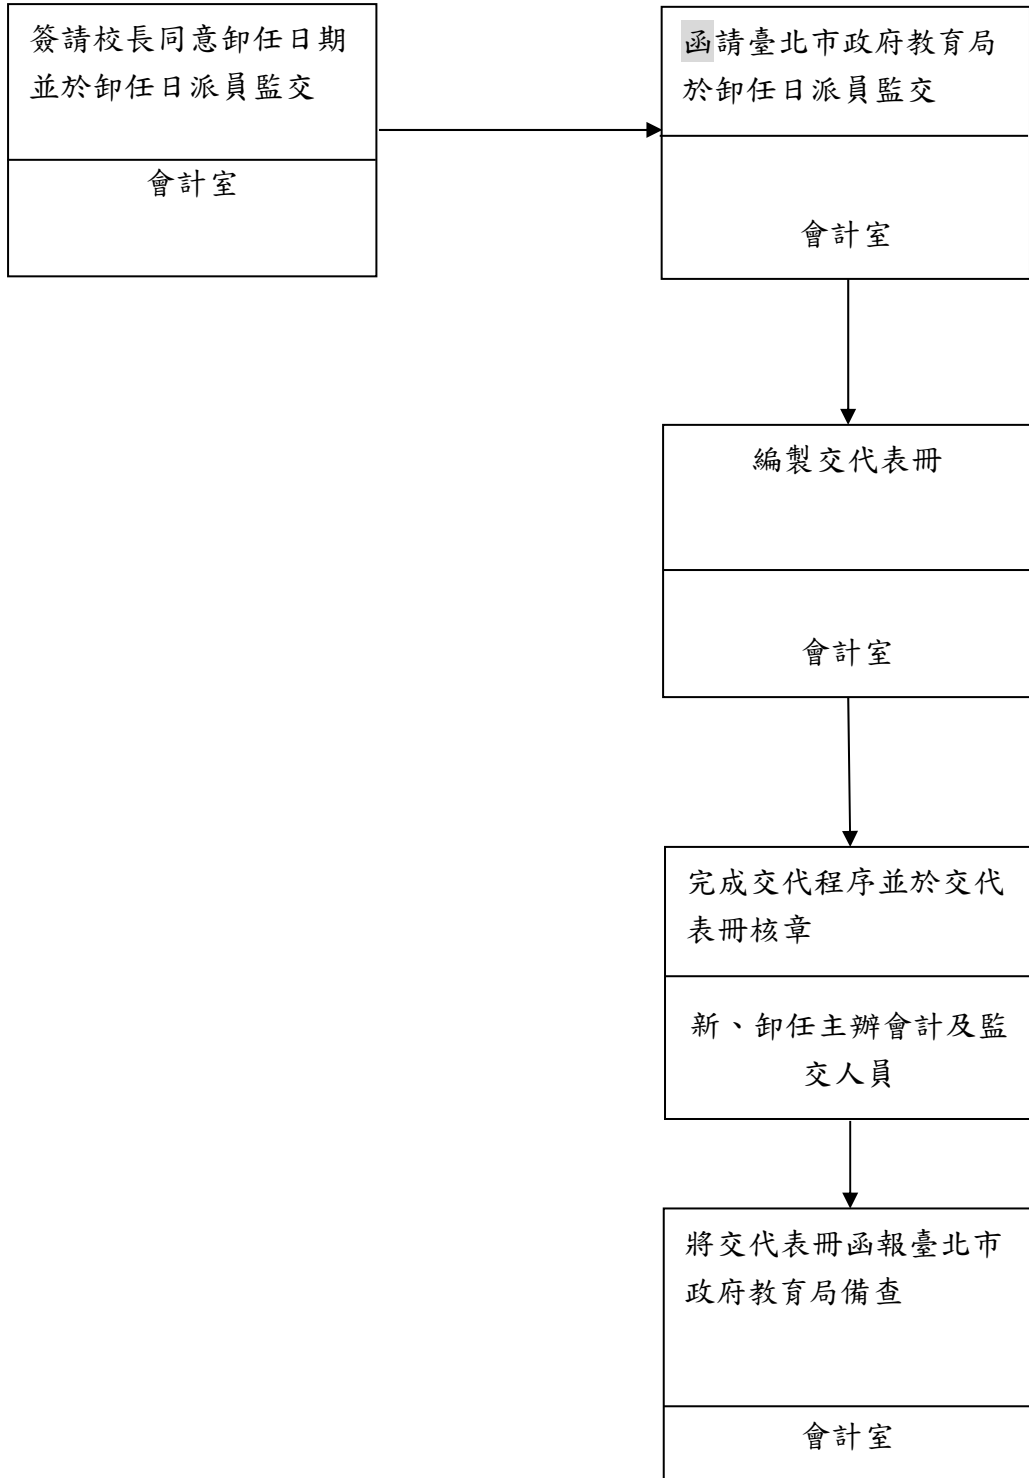 簽請校長同意卸任日期
並於卸任日派員監交
會計室
函請臺北市政府教育局
於卸任日派員監交
會計室
編製交代表冊
會計室
完成交代程序並於交代
表冊核章
新、卸任主辦會計及監
交人員
將交代表冊函報臺北市
政府教育局備查
會計室